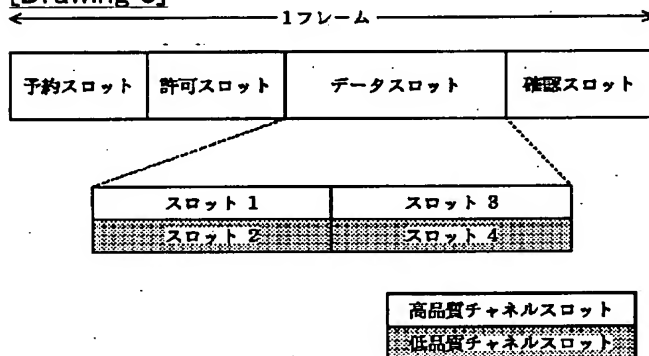 1フレーム
予約スロット 許可スロット データスロット 確認スロット
スロット1 スロット3
スロット2 スロット4
高品質チャネルスロット
低品質チャネルスロット